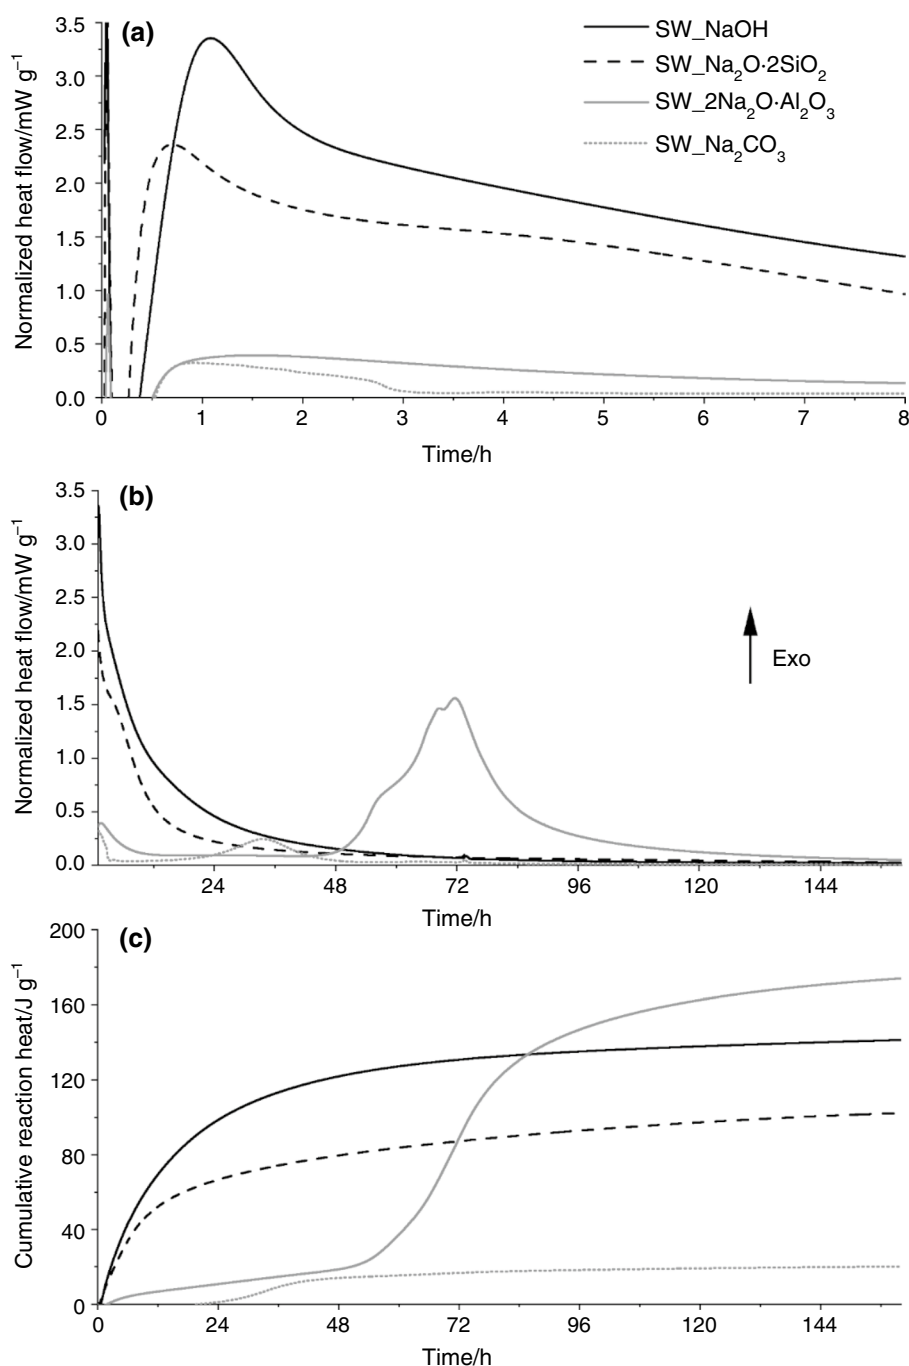 (a)
SW_NaOH
SW_Na₂O·2SiO₂
SW_2Na₂O·Al₂O₃
SW_Na₂CO₃
Normalized heat flow/mW g⁻¹
3.5
3.0
2.5
2.0
1.5
1.0
0.5
0.0
0 1 2 3 4 5 6 7 8
Time/h
(b)
Normalized heat flow/mW g⁻¹
3.5
3.0
2.5
2.0
1.5
1.0
0.5
0.0
Exo
24 48 72 96 120 144
Time/h
(c)
Cumulative reaction heat/J g⁻¹
200
160
120
80
40
0
0 24 48 72 96 120 144
Time/h